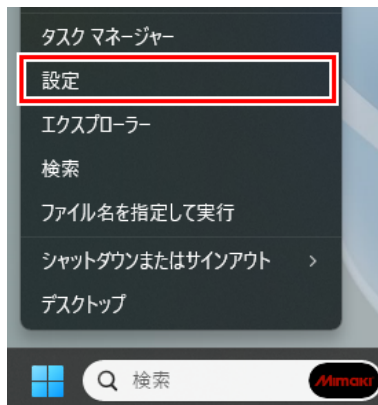 タスク マネージャー
設定
エクスプローラー
検索
ファイル名を指定して実行
シャットダウンまたはサインアウト
デスクトップ
検索
Mimaki